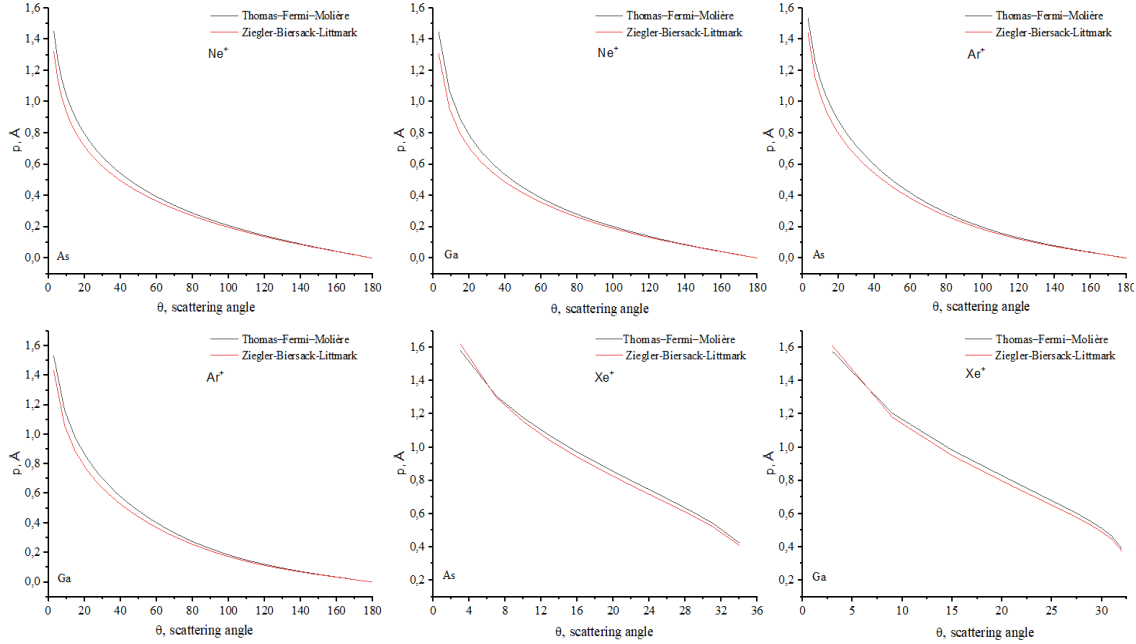 1,6
1,4
1,2
1,0
0,8
0,6
0,4
0,2
0,0
p, Å
Thomas–Fermi–Molière
Ziegler-Biersack-Littmark
Ne⁺
As
0 20 40 60 80 100 120 140 160 180
θ, scattering angle
1,6
1,4
1,2
1,0
0,8
0,6
0,4
0,2
0,0
p, Å
Thomas–Fermi–Molière
Ziegler-Biersack-Littmark
Ne⁺
Ga
0 20 40 60 80 100 120 140 160 180
θ, scattering angle
1,6
1,4
1,2
1,0
0,8
0,6
0,4
0,2
0,0
p, Å
Thomas–Fermi–Molière
Ziegler-Biersack-Littmark
Ar⁺
As
0 20 40 60 80 100 120 140 160 180
θ, scattering angle
1,6
1,4
1,2
1,0
0,8
0,6
0,4
0,2
0,0
p, Å
Thomas–Fermi–Molière
Ziegler-Biersack-Littmark
Ar⁺
Ga
0 20 40 60 80 100 120 140 160 180
θ, scattering angle
1,6
1,4
1,2
1,0
0,8
0,6
0,4
0,2
p, Å
Thomas–Fermi–Molière
Ziegler-Biersack-Littmark
Xe⁺
As
0 4 8 12 16 20 24 28 32 36
θ, scattering angle
1,6
1,4
1,2
1,0
0,8
0,6
0,4
0,2
p, Å
Thomas–Fermi–Molière
Ziegler-Biersack-Littmark
Xe⁺
Ga
0 5 10 15 20 25 30
θ, scattering angle